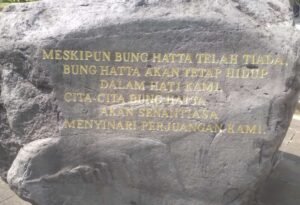 MESKIPUN BUNG HATTA TELAH TIADA,
BUNG HATTA AKAN TETAP HIDUP
DALAM HATI KAMI.
CITA-CITA BUNG HATTA
AKAN SENANTIASA
MENYINARI PERJUANGAN KAMI.